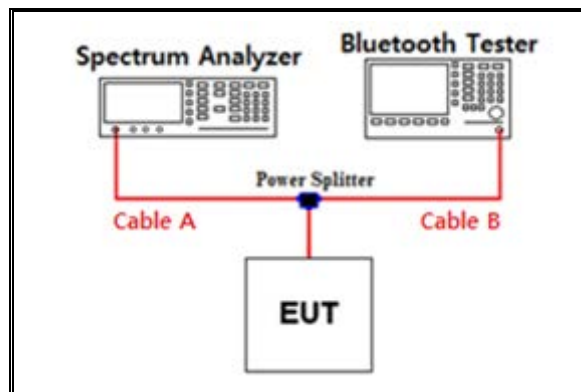 Spectrum Analyzer
Bluetooth Tester
Power Splitter
Cable A
Cable B
EUT